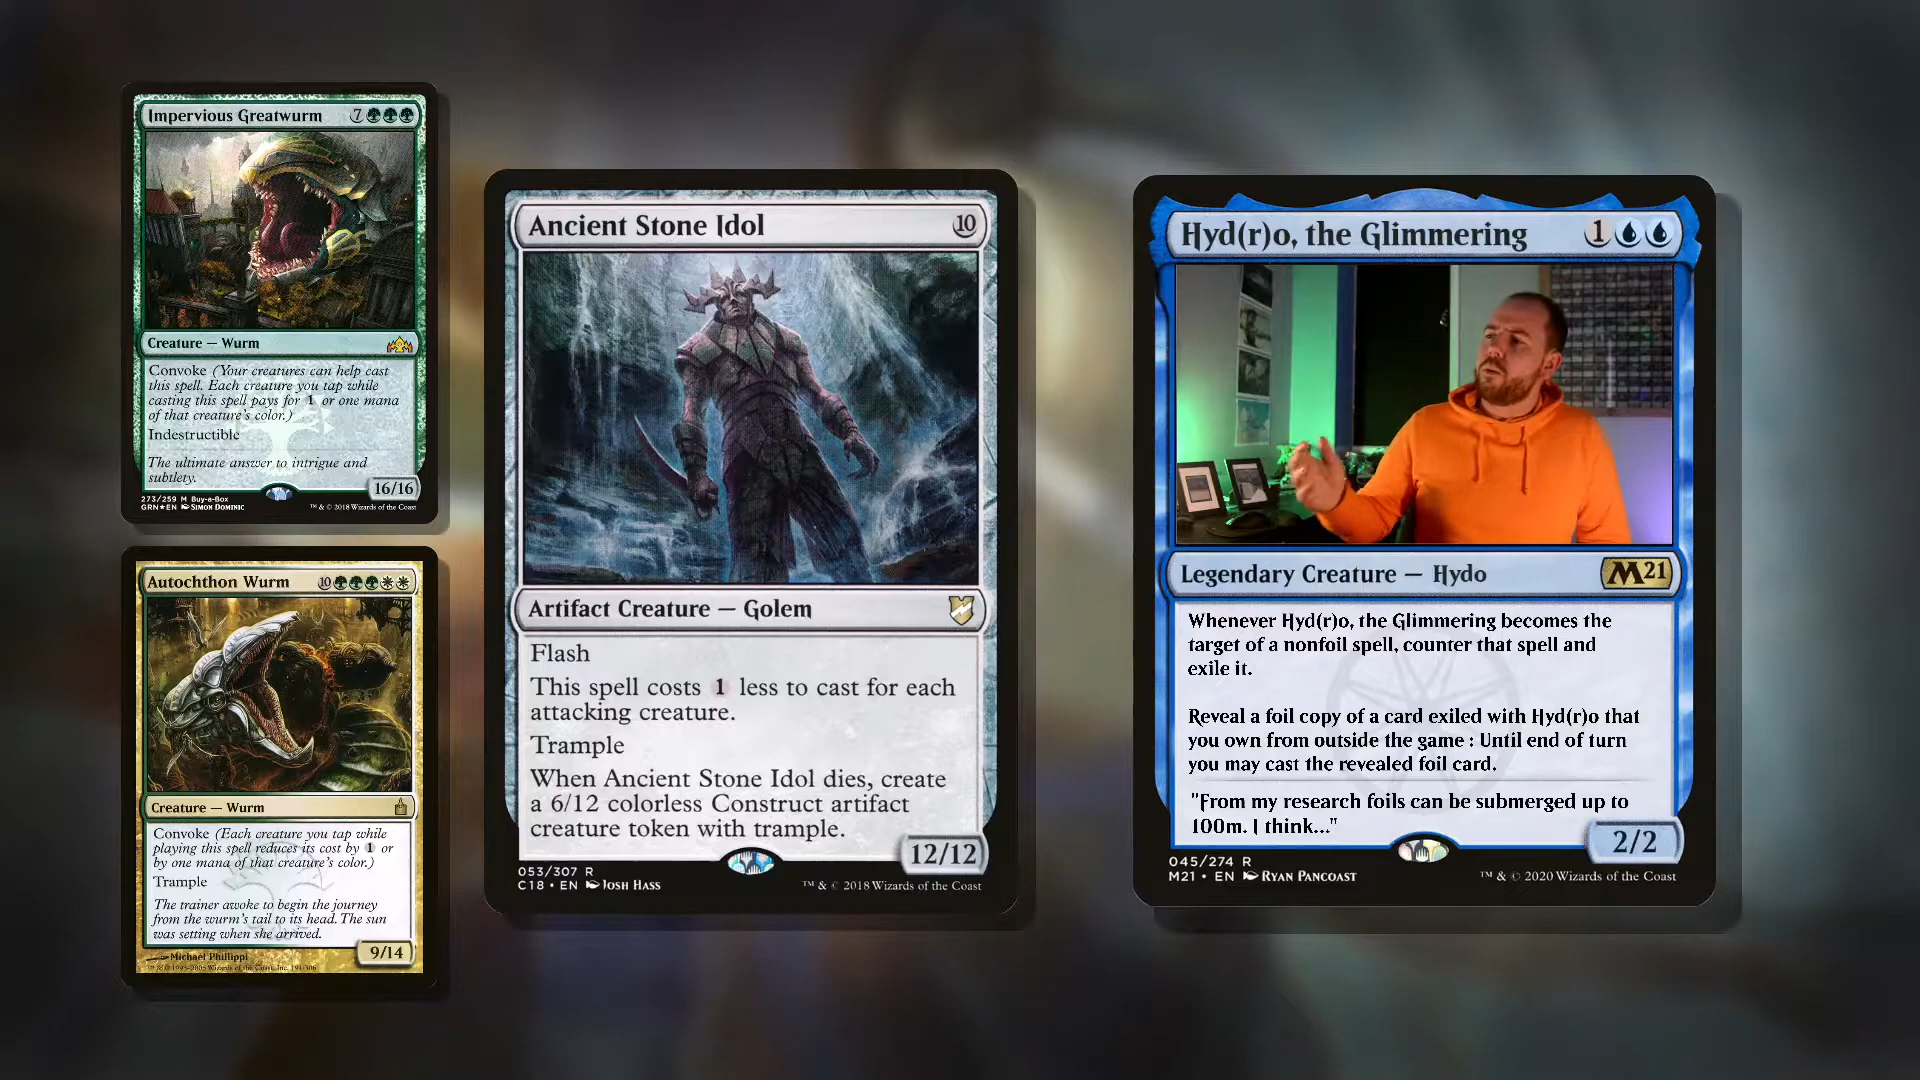 Impervious Greatwurm 7
Creature — Wurm
Convoke (Your creatures can help cast
this spell. Each creature you tap while
casting this spell pays for 1 or one mana
of that creature's color.)
Indestructible
The ultimate answer to intrigue and
subtlety.
16/16
273/259 M Buy-a-Box
GRN★EN Simon Dominic ™ & © 2018 Wizards of the Coast
Autochthon Wurm 10
Creature — Wurm
Convoke (Each creature you tap while
playing this spell reduces its cost by 1 or
by one mana of that creature's color.)
Trample
The trainer awoke to begin the journey
from the wurm's tail to its head. The sun
was setting when she arrived.
9/14
Michael Phillippi
™ & © 1993–2005 Wizards of the Coast, Inc. 191/306
Ancient Stone Idol 10
Artifact Creature — Golem
Flash
This spell costs 1 less to cast for each
attacking creature.
Trample
When Ancient Stone Idol dies, create
a 6/12 colorless Construct artifact
creature token with trample.
12/12
053/307 R
C18 • EN Josh Hass ™ & © 2018 Wizards of the Coast
Hyd(r)o, the Glimmering 1
Legendary Creature — Hydo M21
Whenever Hyd(r)o, the Glimmering becomes the
target of a nonfoil spell, counter that spell and
exile it.
Reveal a foil copy of a card exiled with Hyd(r)o that
you own from outside the game : Until end of turn
you may cast the revealed foil card.
"From my research foils can be submerged up to
100m. I think..."
2/2
045/274 R
M21 • EN Ryan Pancoast ™ & © 2020 Wizards of the Coast